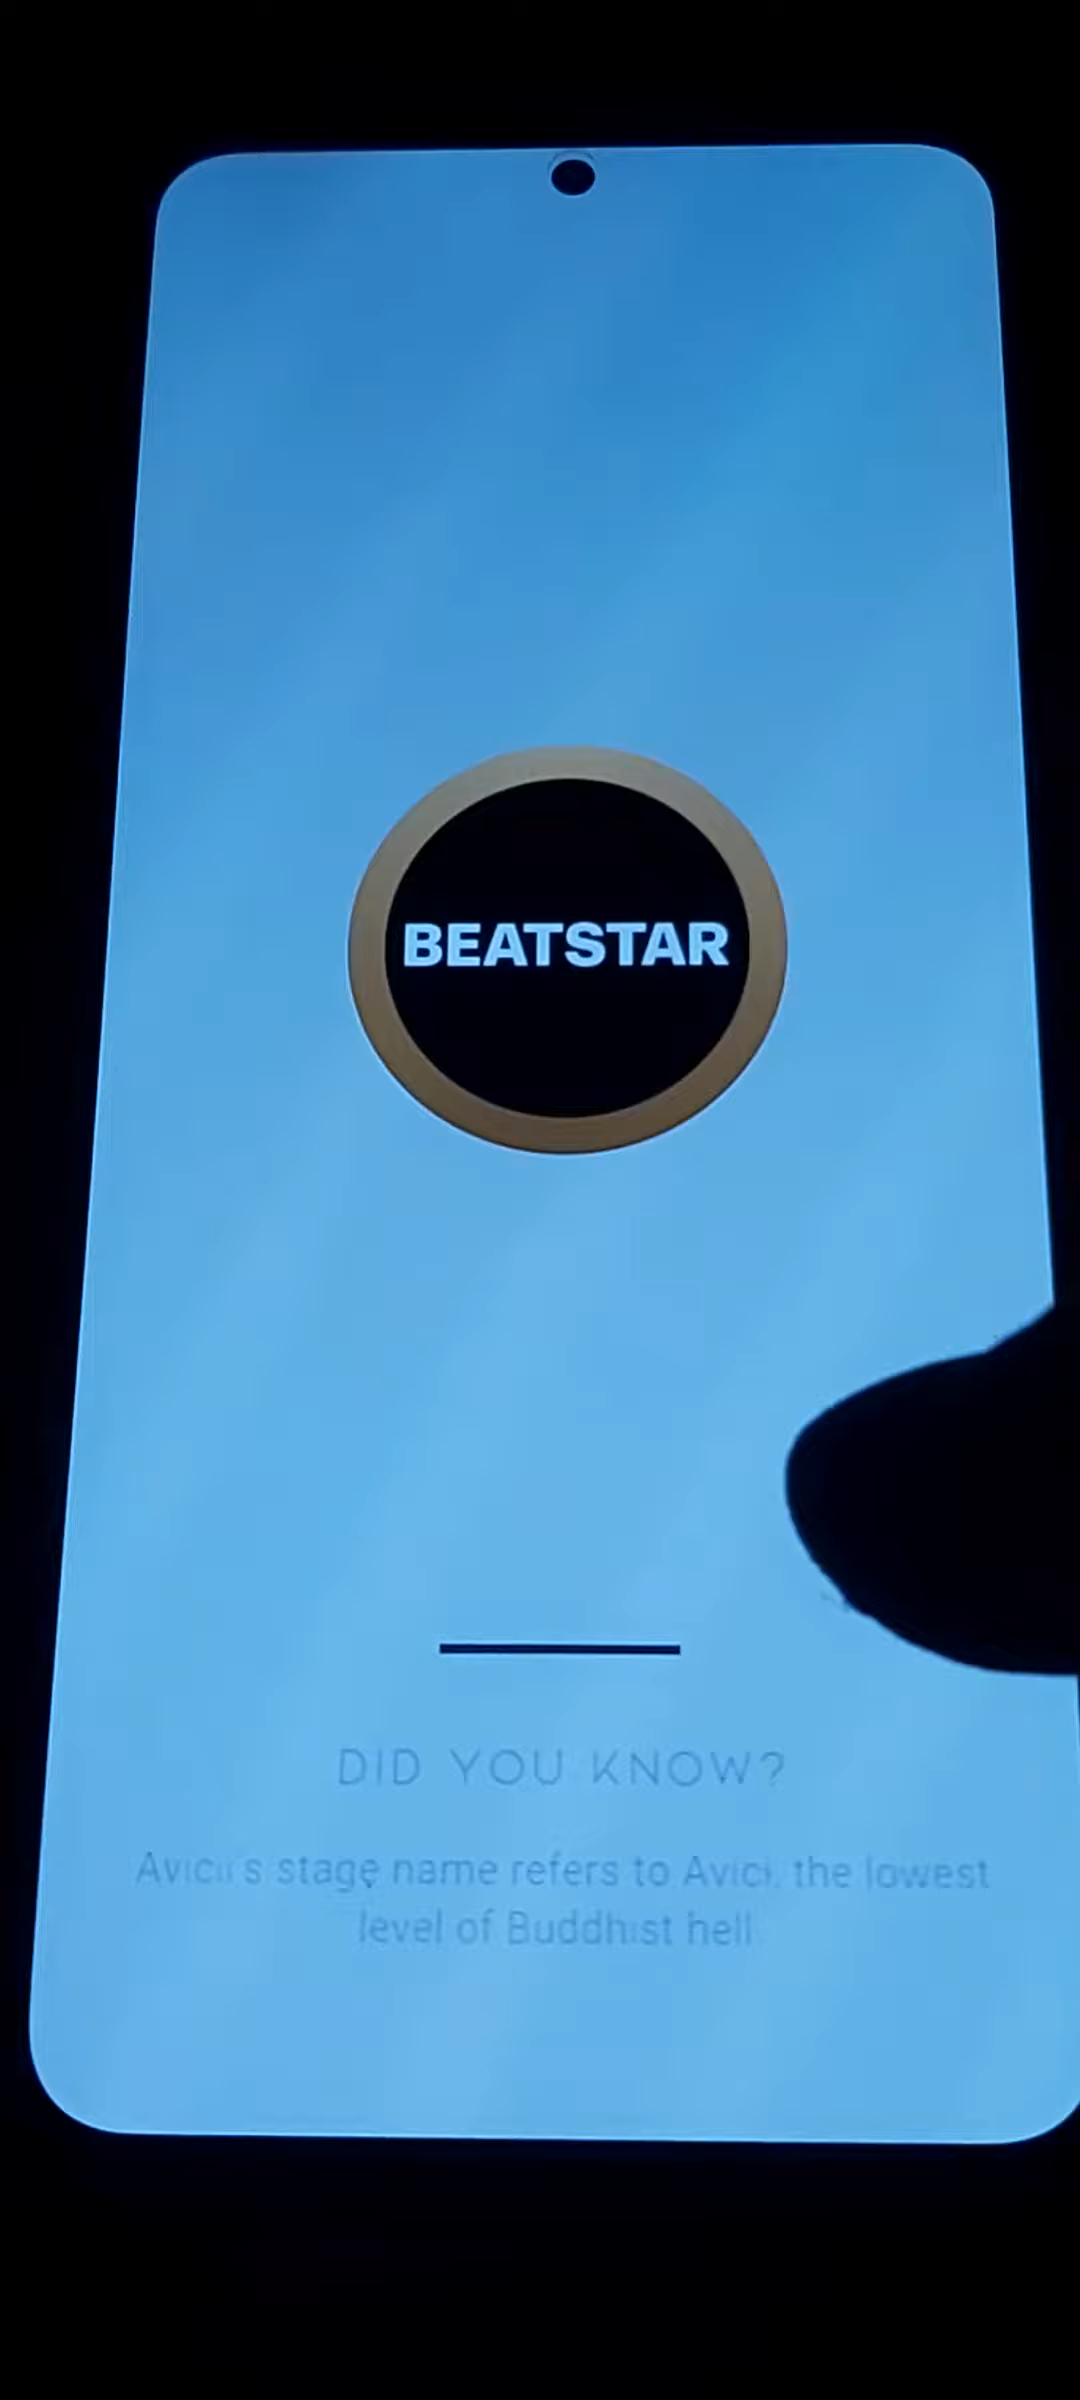 BEATSTAR
DID YOU KNOW?
Avicii's stage name refers to Avici, the lowest
level of Buddhist hell.